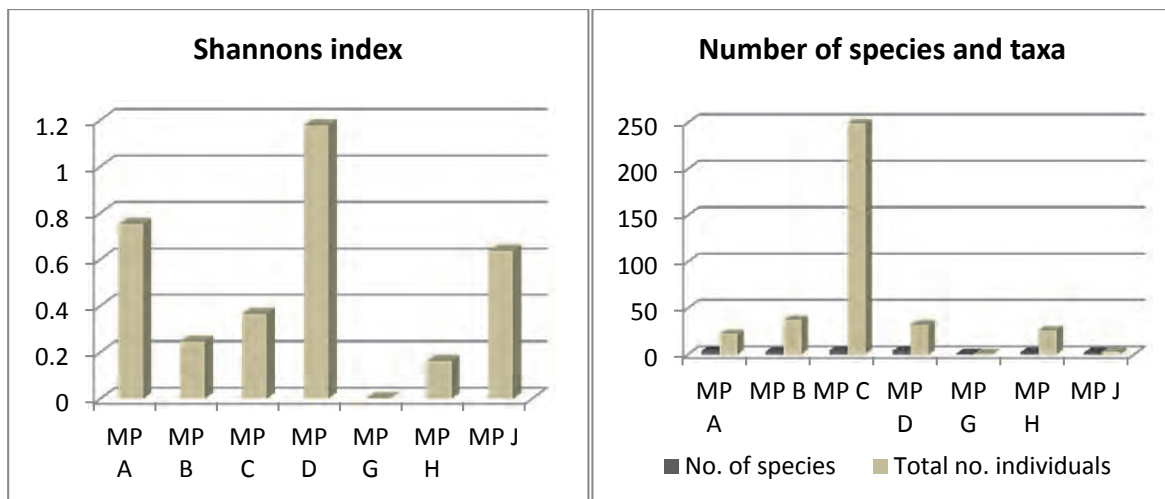 Shannons index
1.2
1
0.8
0.6
0.4
0.2
0
MP A
MP B
MP C
MP D
MP G
MP H
MP J
Number of species and taxa
250
200
150
100
50
0
MP A
MP B
MP C
MP D
MP G
MP H
MP J
No. of species
Total no. individuals